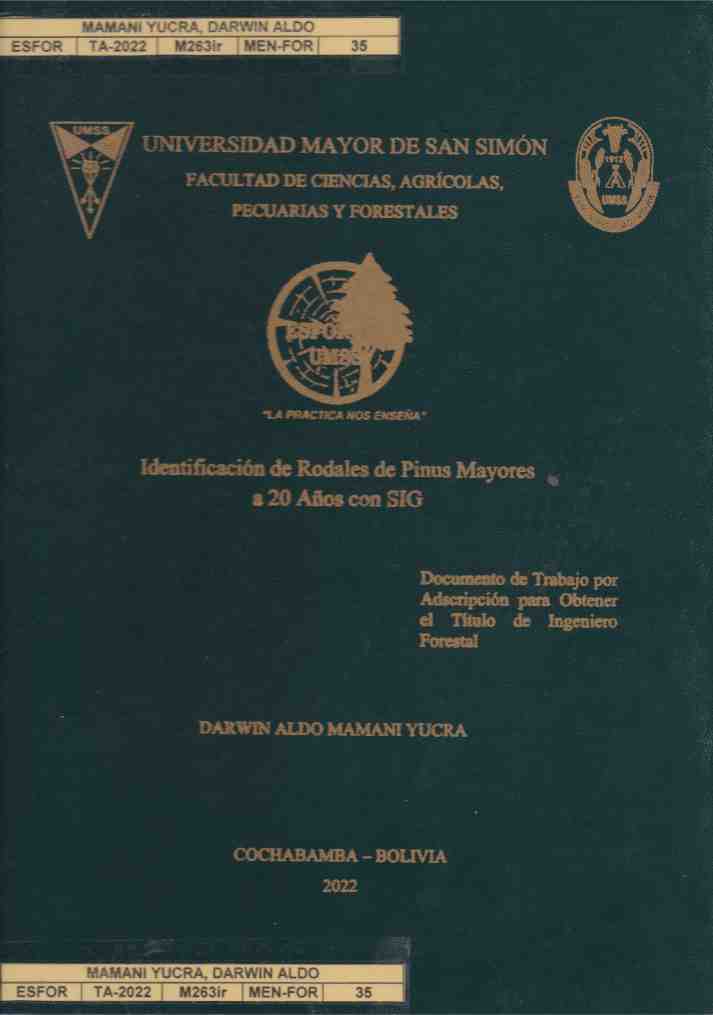 MAMANI YUCRA, DARWIN ALDO
ESFOR TA-2022 M263ir MEN-FOR 35
UMSS
UNIVERSIDAD MAYOR DE SAN SIMÓN
FACULTAD DE CIENCIAS, AGRÍCOLAS,
PECUARIAS Y FORESTALES
1912
UMSS
ESFOR
UMSS
"LA PRACTICA NOS ENSEÑA"
Identificación de Rodales de Pinus Mayores
a 20 Años con SIG
Documento de Trabajo por
Adscripción para Obtener
el Título de Ingeniero
Forestal
DARWIN ALDO MAMANI YUCRA
COCHABAMBA – BOLIVIA
2022
MAMANI YUCRA, DARWIN ALDO
ESFOR TA-2022 M263ir MEN-FOR 35